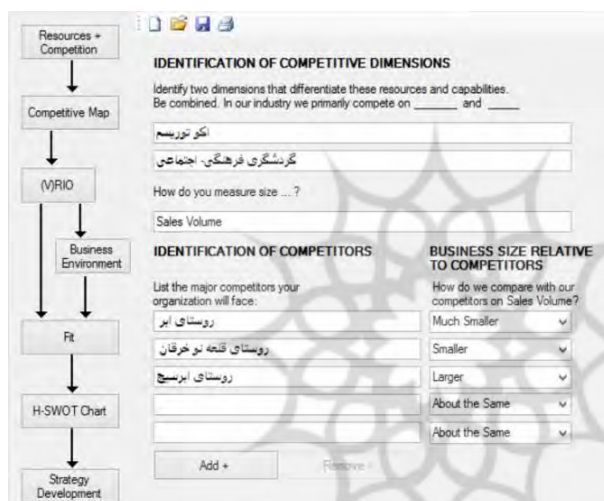 Resources +
Competition
Competitive Map
(V)RIO
Business
Environment
Fit
H-SWOT Chart
Strategy
Development
IDENTIFICATION OF COMPETITIVE DIMENSIONS
Identify two dimensions that differentiate these resources and capabilities.
Be combined. In our industry we primarily compete on _______ and _____
اکو توریسم
گردشگری فرهنگی- اجتماعی
How do you measure size ... ?
Sales Volume
IDENTIFICATION OF COMPETITORS
List the major competitors your
organization will face:
روستای ابر
روستای قلعه نو خرقان
روستای ابرسیج
BUSINESS SIZE RELATIVE
TO COMPETITORS
How do we compare with our
competitors on Sales Volume?
Much Smaller
Smaller
Larger
About the Same
About the Same
Add +
Remove -